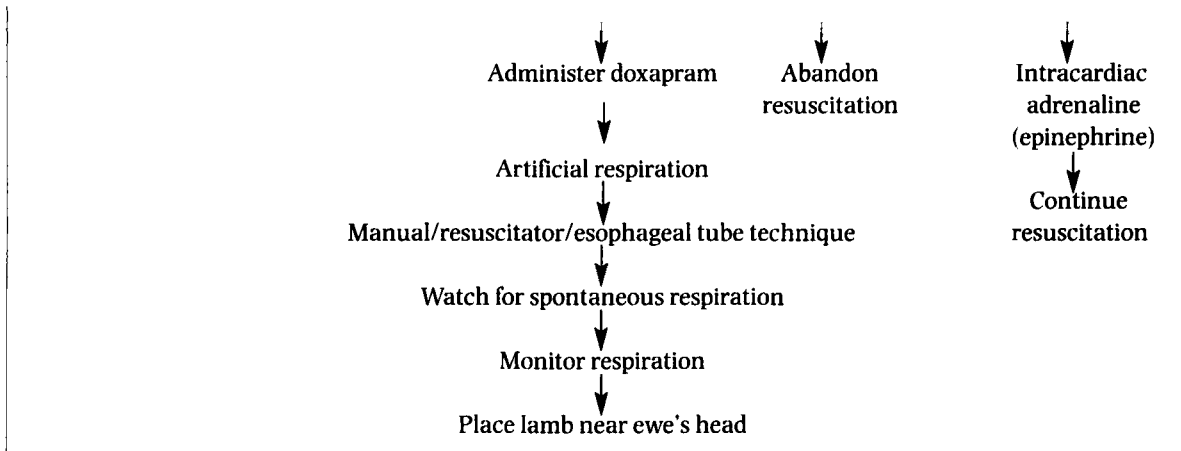 Administer doxapram
Abandon
resuscitation
Intracardiac
adrenaline
(epinephrine)
Artificial respiration
Continue
resuscitation
Manual/resuscitator/esophageal tube technique
Watch for spontaneous respiration
Monitor respiration
Place lamb near ewe's head